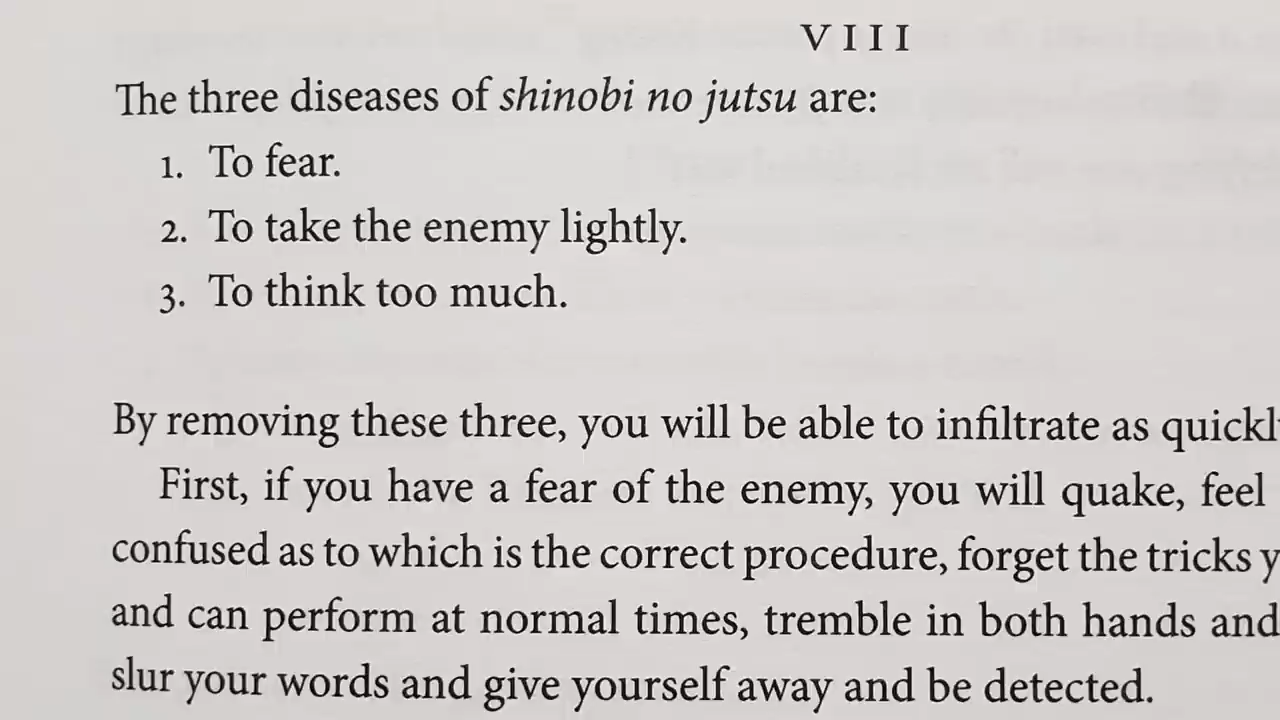 VIII
The three diseases of shinobi no jutsu are:
1. To fear.
2. To take the enemy lightly.
3. To think too much.
By removing these three, you will be able to infiltrate as
First, if you have a fear of the enemy, you will quake, feel
confused as to which is the correct procedure, forget the tricks
and can perform at normal times, tremble in both hands and
slur your words and give yourself away and be detected.